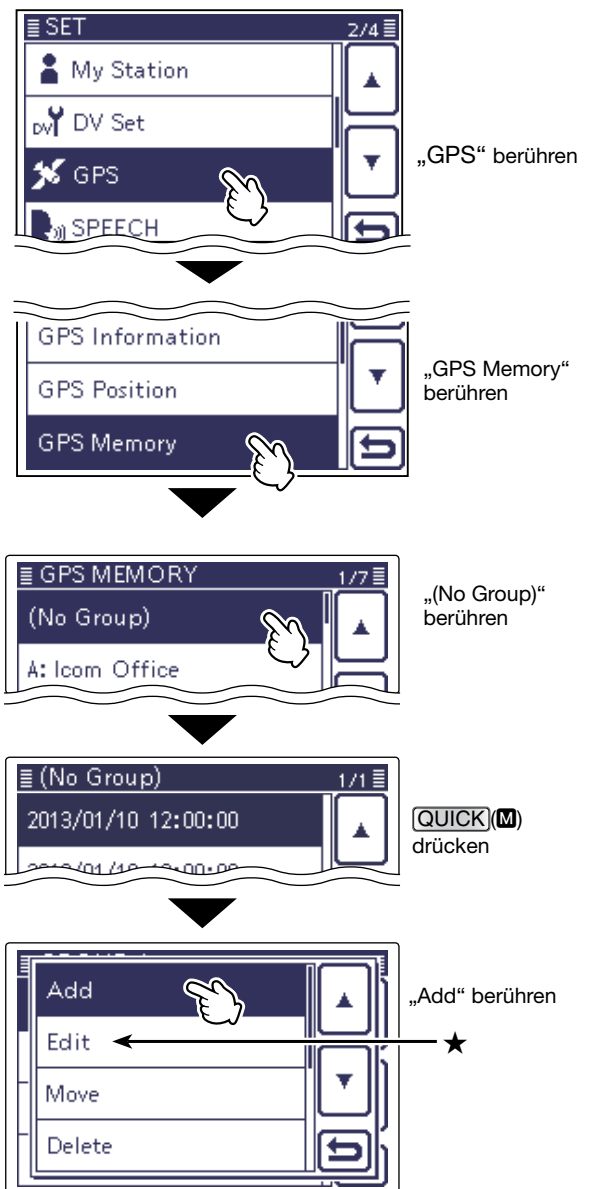 SET 2/4
My Station
DV DV Set
GPS
„GPS“ berühren
SPEECH
GPS Information
GPS Position
„GPS Memory“
berühren
GPS Memory
GPS MEMORY 1/7
(No Group)
„(No Group)“
berühren
A: Icom Office
(No Group) 1/1
2013/01/10 12:00:00
QUICK(M)
drücken
Add
„Add“ berühren
Edit
★
Move
Delete